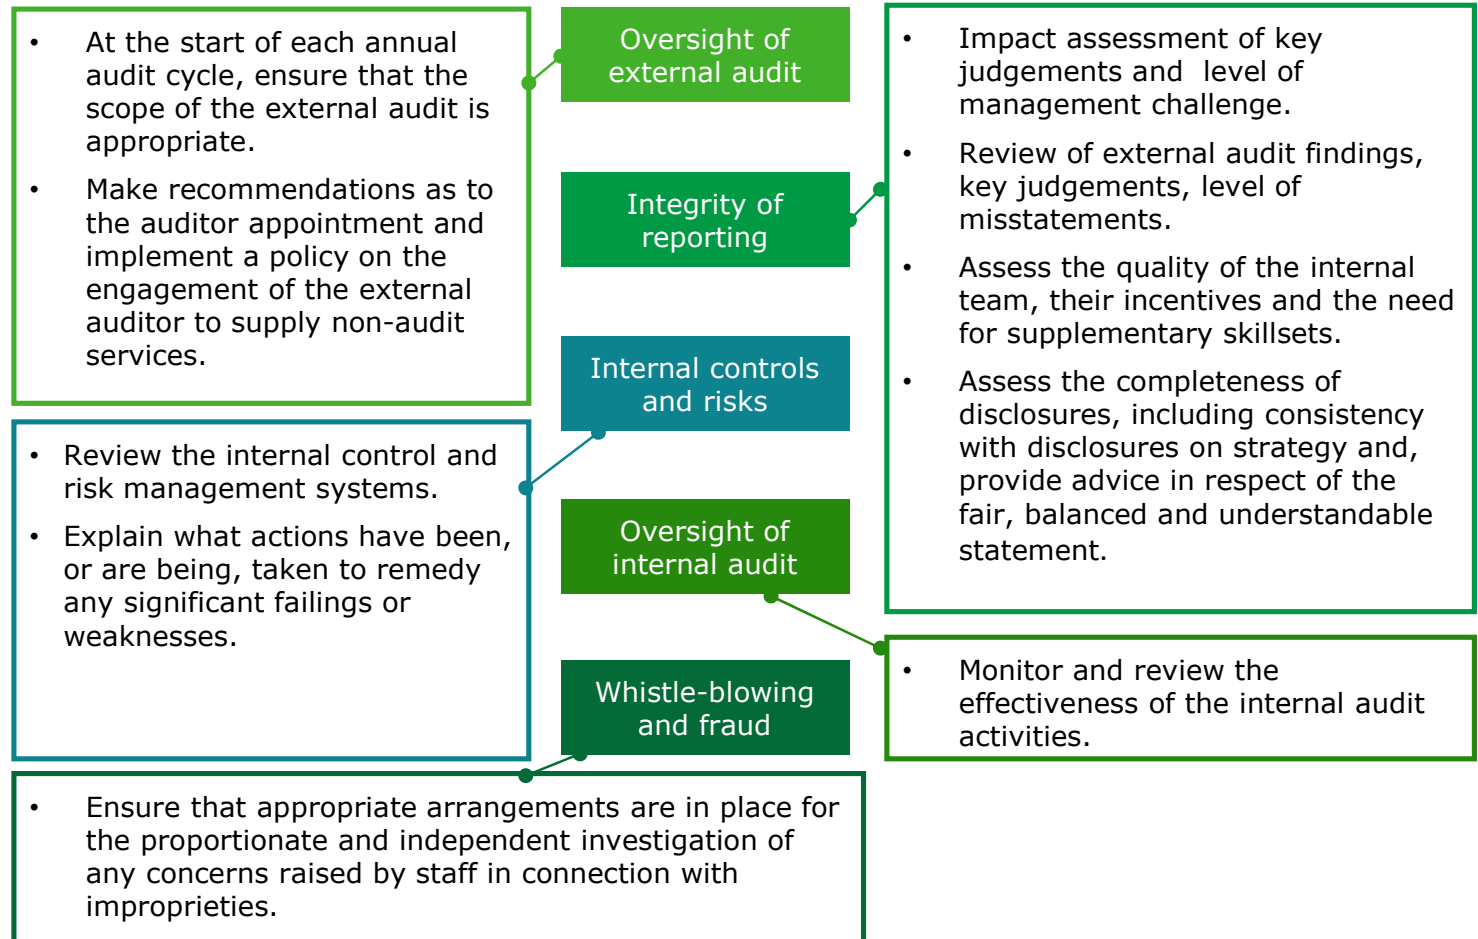 Oversight of
external audit
• At the start of each annual
audit cycle, ensure that the
scope of the external audit is
appropriate.
• Make recommendations as to
the auditor appointment and
implement a policy on the
engagement of the external
auditor to supply non-audit
services.
Integrity of
reporting
• Impact assessment of key
judgements and level of
management challenge.
• Review of external audit findings,
key judgements, level of
misstatements.
• Assess the quality of the internal
team, their incentives and the need
for supplementary skillsets.
• Assess the completeness of
disclosures, including consistency
with disclosures on strategy and,
provide advice in respect of the
fair, balanced and understandable
statement.
Internal controls
and risks
• Review the internal control and
risk management systems.
• Explain what actions have been,
or are being, taken to remedy
any significant failings or
weaknesses.
Oversight of
internal audit
• Monitor and review the
effectiveness of the internal audit
activities.
Whistle-blowing
and fraud
• Ensure that appropriate arrangements are in place for
the proportionate and independent investigation of
any concerns raised by staff in connection with
improprieties.